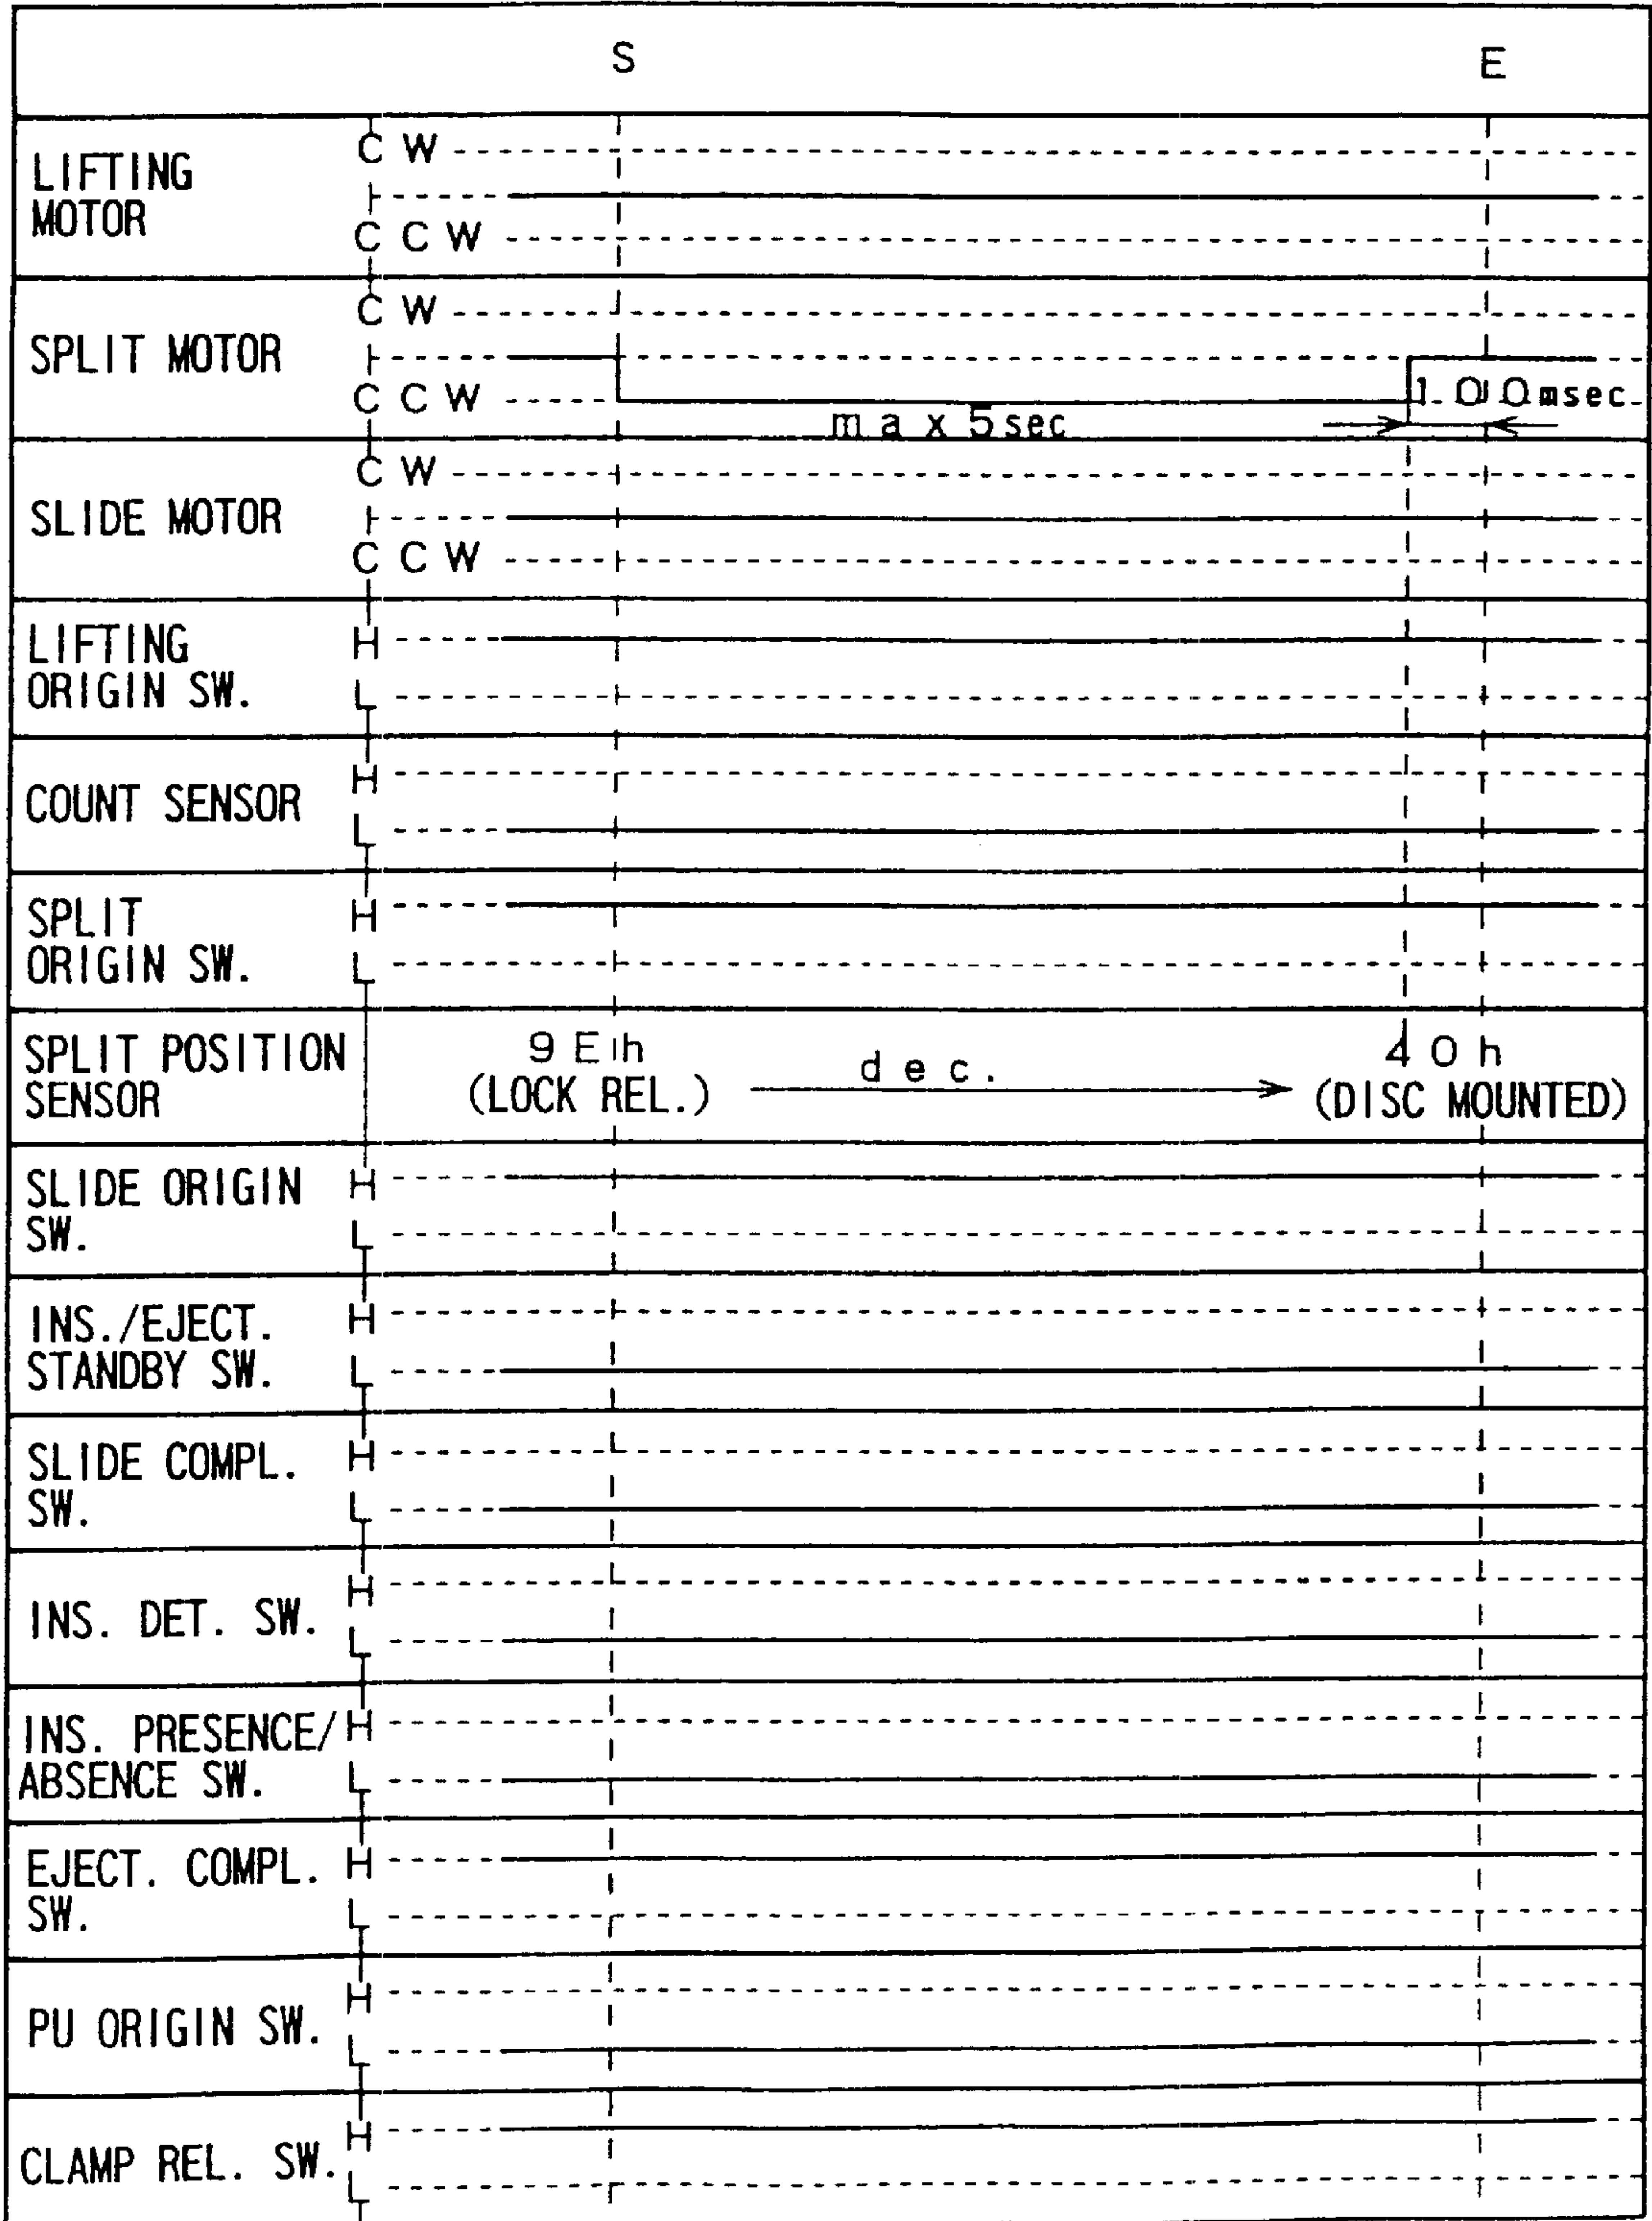 S E
CW
LIFTING
MOTOR
CCW
CW
SPLIT MOTOR
CCW
100msec
max 5sec
CW
SLIDE MOTOR
CCW
LIFTING H
ORIGIN SW. L
H
COUNT SENSOR
L
SPLIT H
ORIGIN SW. L
SPLIT POSITION
SENSOR
9Eh dec. 40h
(LOCK REL.) (DISC MOUNTED)
SLIDE ORIGIN H
SW. L
INS./EJECT. H
STANDBY SW. L
SLIDE COMPL. H
SW. L
H
INS. DET. SW.
L
INS. PRESENCE/ H
ABSENCE SW. L
EJECT. COMPL. H
SW. L
H
PU ORIGIN SW.
L
H
CLAMP REL. SW.
L